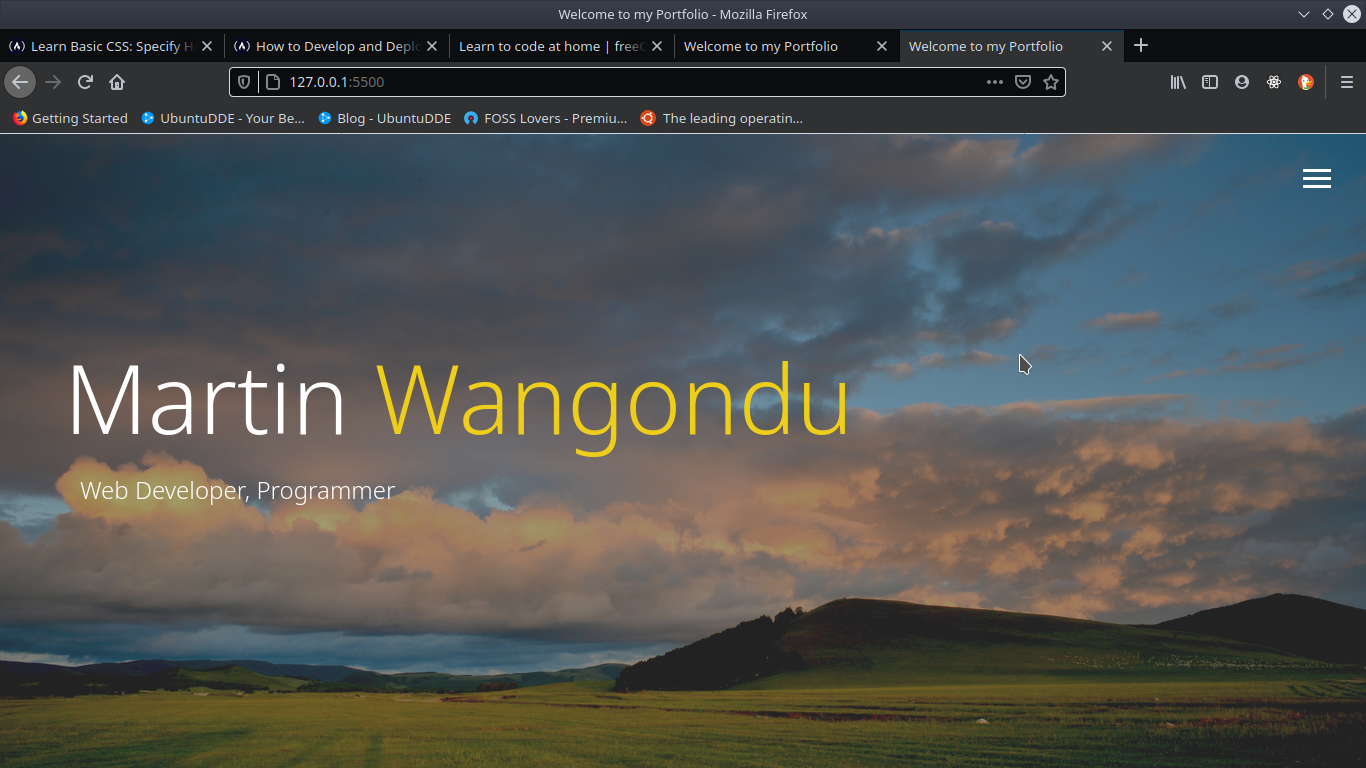 Welcome to my Portfolio - Mozilla Firefox
Learn Basic CSS: Specify H
How to Develop and Deplo
Learn to code at home | freeC
Welcome to my Portfolio
Welcome to my Portfolio
127.0.0.1:5500
Getting Started
UbuntuDDE - Your Be...
Blog - UbuntuDDE
FOSS Lovers - Premiu...
The leading operatin...
Martin Wangondu
Web Developer, Programmer